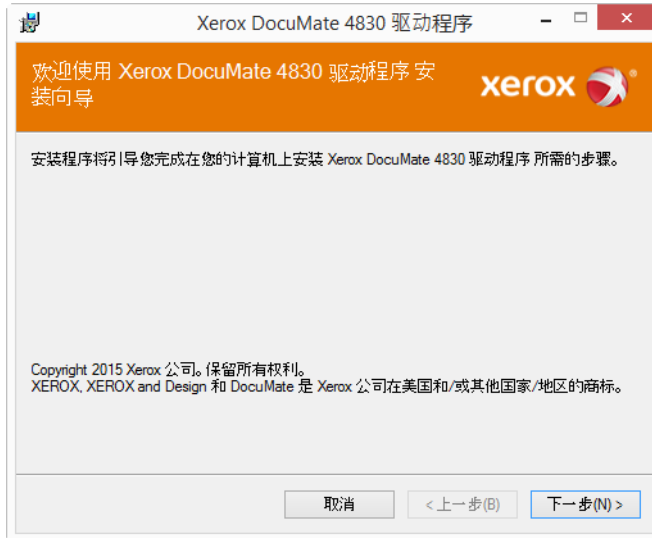 Xerox DocuMate 4830 驱动程序
欢迎使用 Xerox DocuMate 4830 驱动程序 安
装向导
xerox
安装程序将引导您完成在您的计算机上安装 Xerox DocuMate 4830 驱动程序 所需的步骤。
Copyright 2015 Xerox 公司。保留所有权利。
XEROX, XEROX and Design 和 DocuMate 是 Xerox 公司在美国和/或其他国家/地区的商标。
取消
<上一步(B)
下一步(N) >